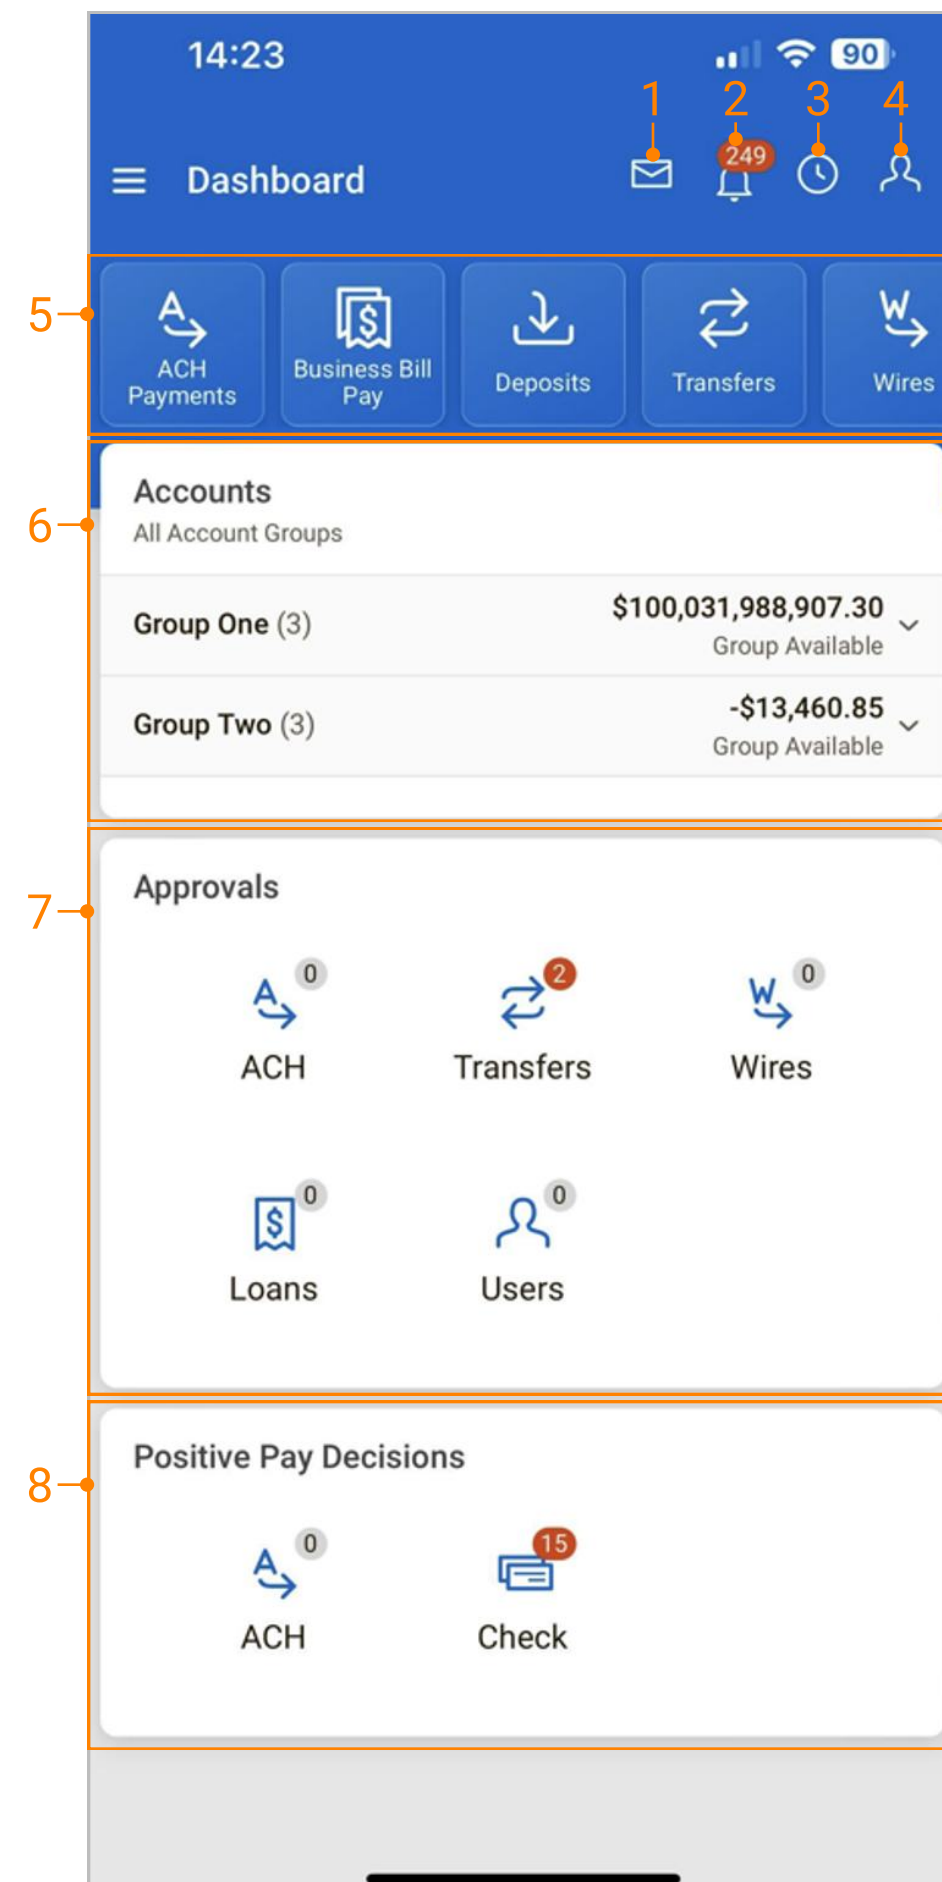 14:23
90
1 2 3 4
249
Dashboard
5
ACH Payments
Business Bill Pay
Deposits
Transfers
Wires
6
Accounts
All Account Groups
Group One (3)
$100,031,988,907.30
Group Available
Group Two (3)
-$13,460.85
Group Available
7
Approvals
0 2 0
ACH Transfers Wires
0 0
Loans Users
8
Positive Pay Decisions
0 15
ACH Check